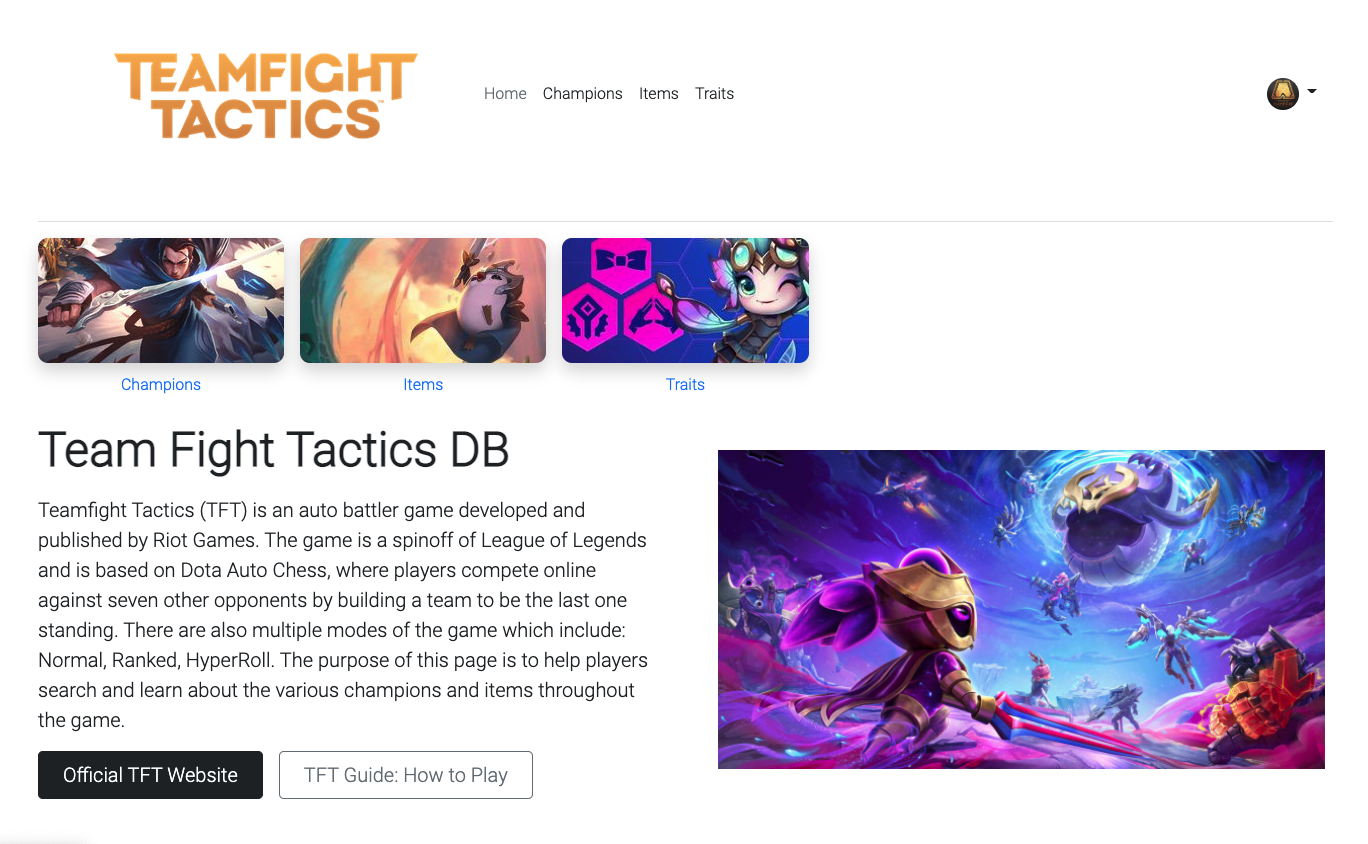 TEAMFIGHT
TACTICS™
Home Champions Items Traits
Champions Items Traits
Team Fight Tactics DB
Teamfight Tactics (TFT) is an auto battler game developed and
published by Riot Games. The game is a spinoff of League of Legends
and is based on Dota Auto Chess, where players compete online
against seven other opponents by building a team to be the last one
standing. There are also multiple modes of the game which include:
Normal, Ranked, HyperRoll. The purpose of this page is to help players
search and learn about the various champions and items throughout
the game.
Official TFT Website TFT Guide: How to Play